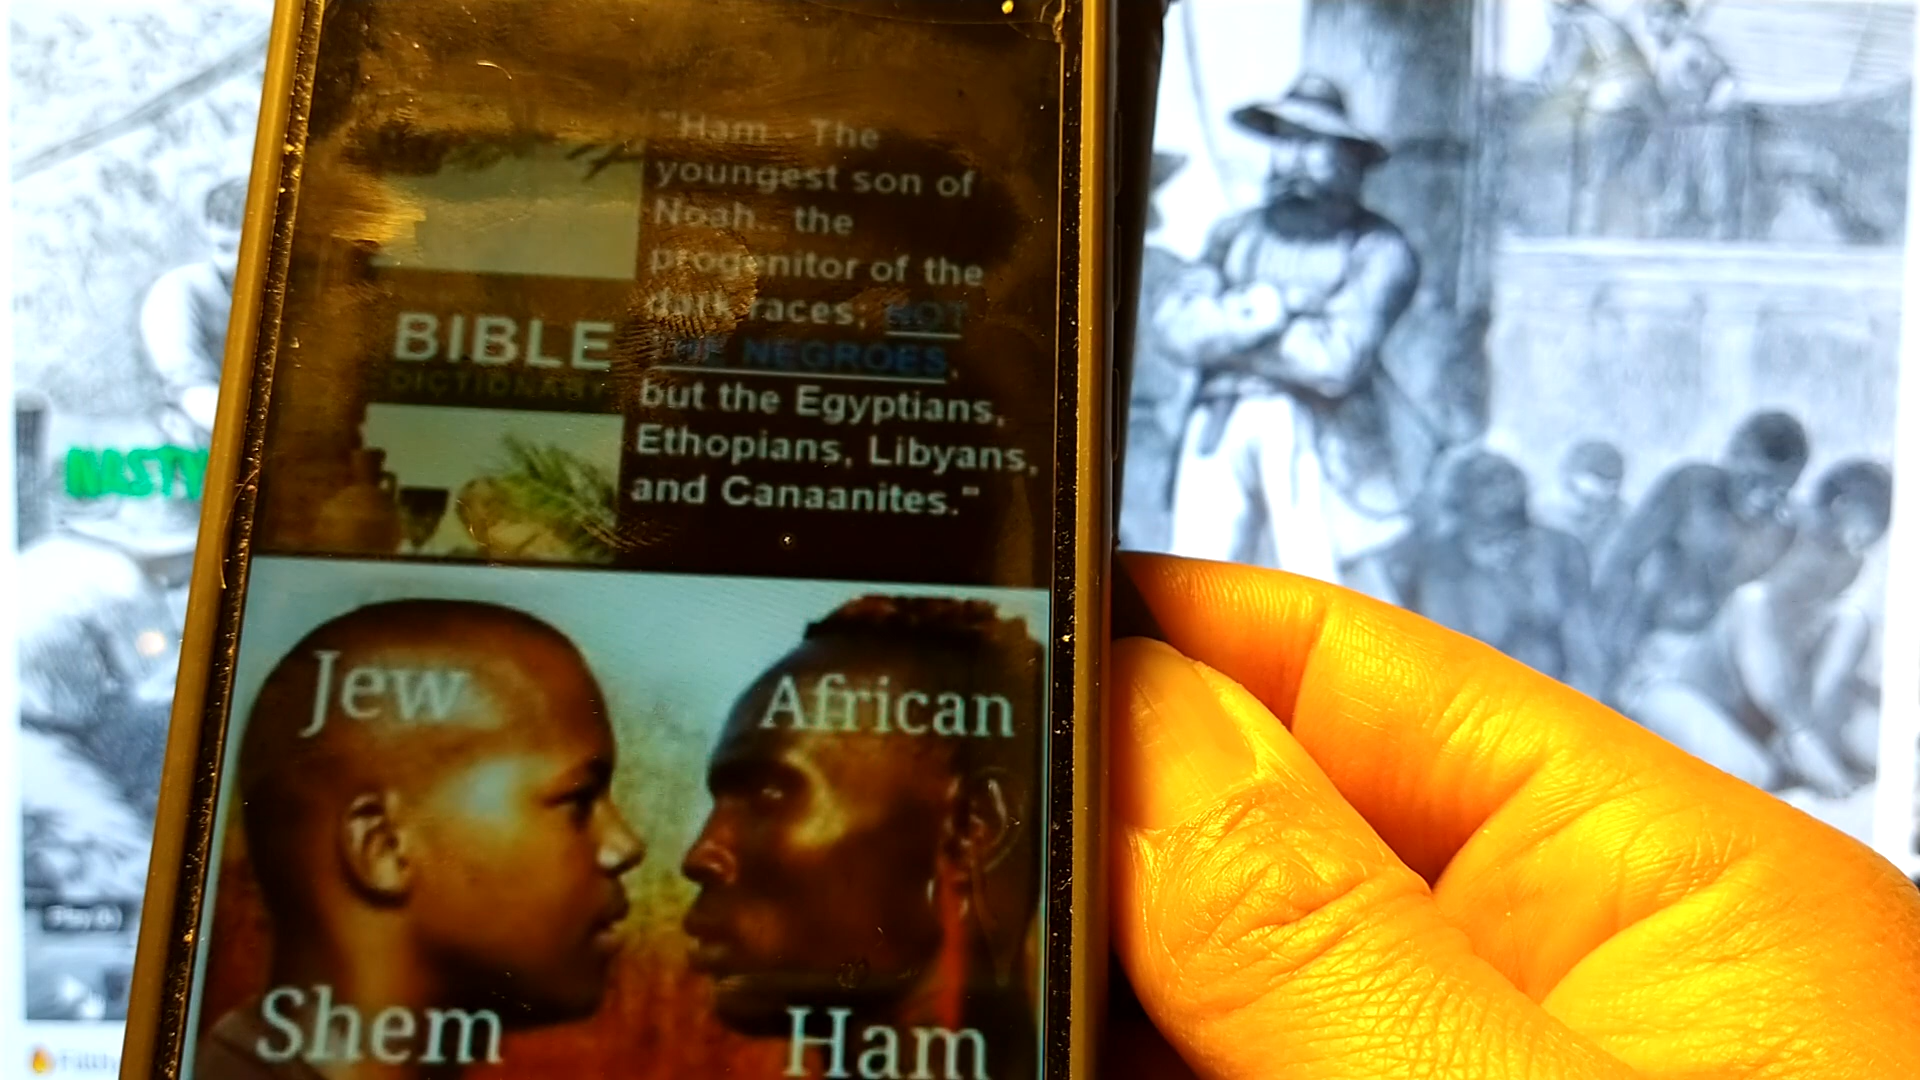 "Ham - The
youngest son of
Noah.. the
progenitor of the
dark races; NOT
THE NEGROES,
but the Egyptians,
Ethopians, Libyans,
and Canaanites."
BIBLE
DICTIONARY
NASTY
Jew
African
Shem
Ham